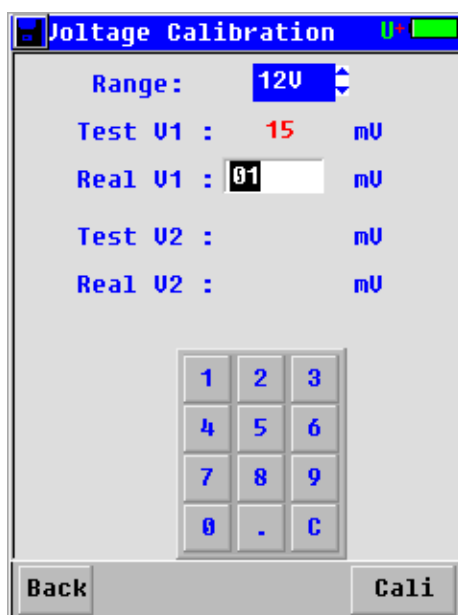 Voltage Calibration U+
Range: 12V
Test V1 : 15 mV
Real V1 : 01 mV
Test V2 : mV
Real V2 : mV
1 2 3
4 5 6
7 8 9
0 . C
Back Cali